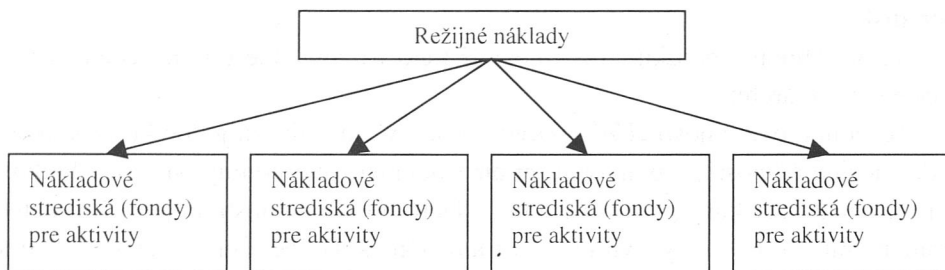 Režijné náklady
Nákladové
strediská (fondy)
pre aktivity
Nákladové
strediská (fondy)
pre aktivity
Nákladové
strediská (fondy)
pre aktivity
Nákladové
strediská (fondy)
pre aktivity